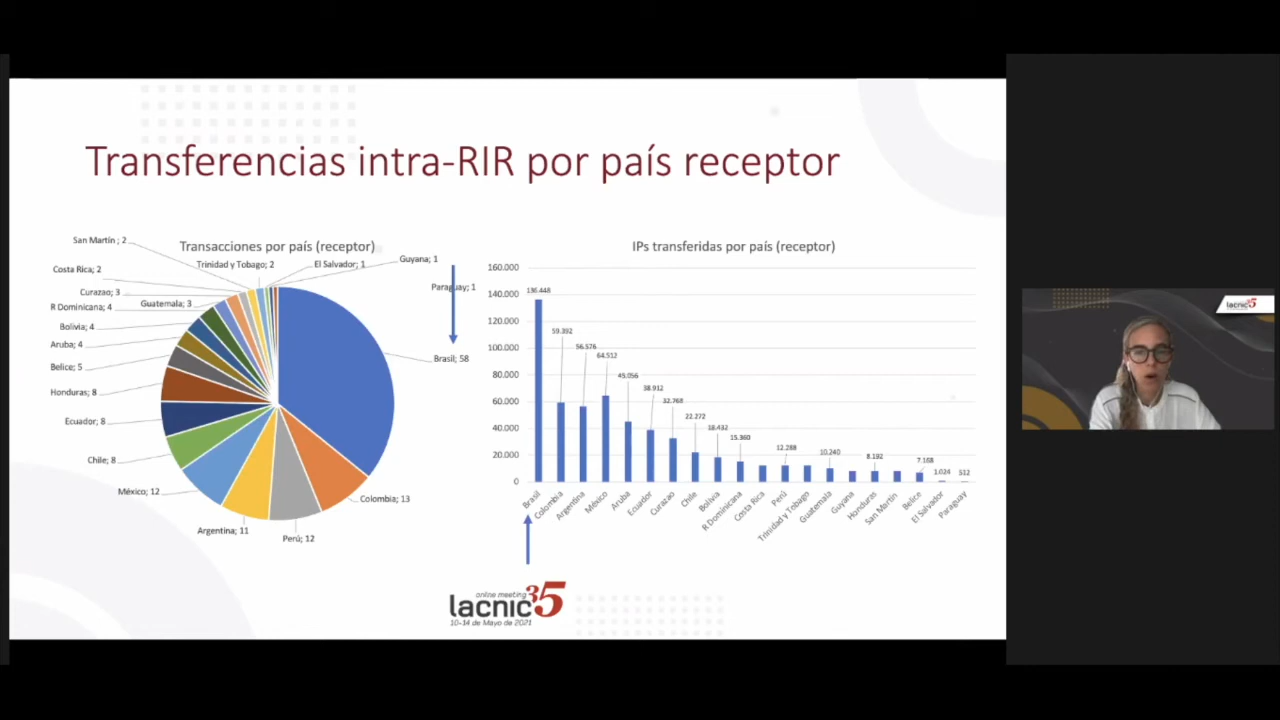 Transferencias intra-RIR por país receptor
Transacciones por país (receptor)
San Martín ; 2
Trinidad y Tobago; 2
El Salvador; 1
Guyana; 1
Costa Rica; 2
Paraguay; 1
Curazao; 3
Guatemala; 3
R Dominicana; 4
Bolivia; 4
Aruba; 4
Belice; 5
Brasil; 58
Honduras; 8
Ecuador; 8
Chile; 8
México; 12
Colombia; 13
Argentina; 11
Perú; 12
IPs transferidas por país (receptor)
160.000
140.000
120.000
100.000
80.000
60.000
40.000
20.000
0
136.448
59.392
56.576
64.512
45.056
38.912
32.768
22.272
18.432
15.360
12.288
10.240
8.192
7.168
1.024
512
Brasil
Colombia
Argentina
México
Aruba
Ecuador
Curazao
Chile
Bolivia
R Dominicana
Costa Rica
Perú
Trinidad y Tobago
Guatemala
Guyana
Honduras
San Martín
Belice
El Salvador
Paraguay
online meeting
lacnic35
10-14 de Mayo de 2021
lacnic35